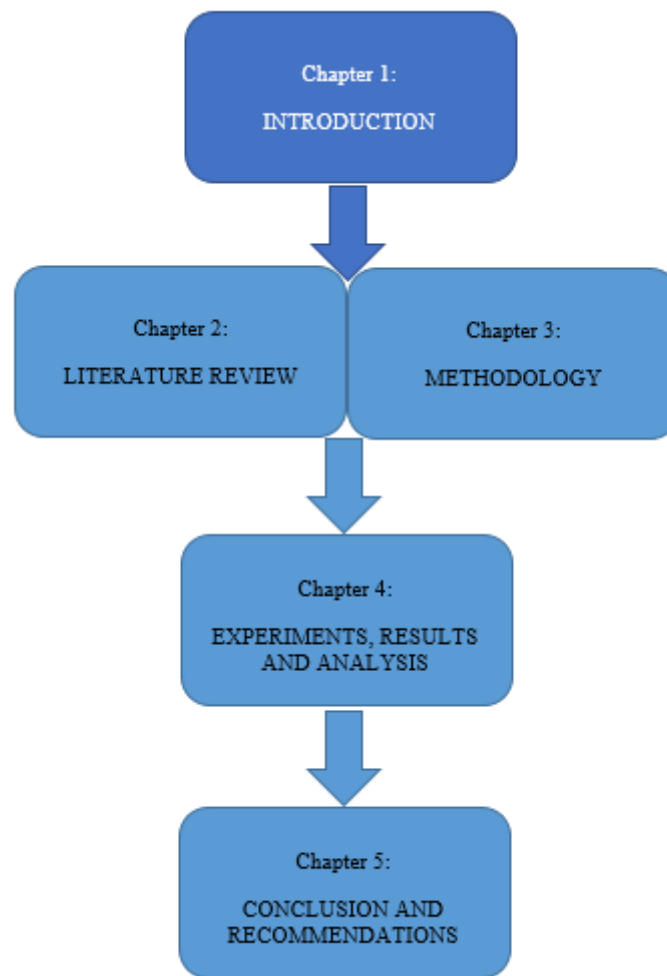 Chapter 1:
INTRODUCTION
Chapter 2:
LITERATURE REVIEW
Chapter 3:
METHODOLOGY
Chapter 4:
EXPERIMENTS, RESULTS
AND ANALYSIS
Chapter 5:
CONCLUSION AND
RECOMMENDATIONS